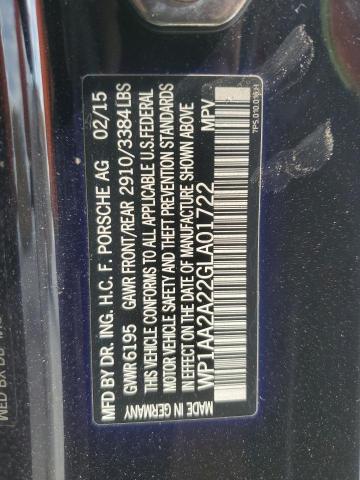 MFD BY DR. ING. H.C. F. PORSCHE AG 02/15
GVWR 6195 GAWR FRONT/REAR 2910/3384LBS
THIS VEHICLE CONFORMS TO ALL APPLICABLE U.S.FEDERAL
MOTOR VEHICLE SAFETY AND THEFT PREVENTION STANDARDS
IN EFFECT ON THE DATE OF MANUFACTURE SHOWN ABOVE
WP1AA2A22GLA01722 MPV
MADE IN GERMANY